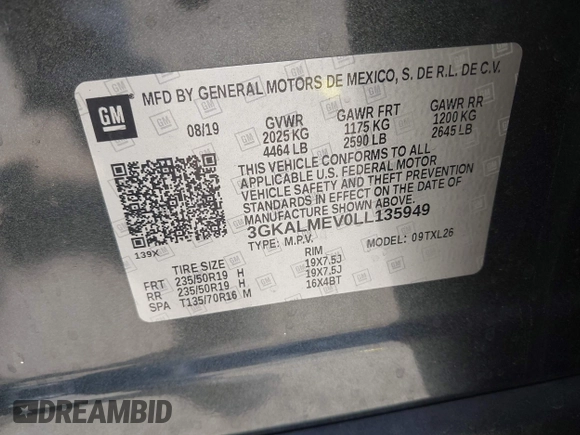 GM
MFD BY GENERAL MOTORS DE MEXICO, S. DE R.L. DE C.V.
08/19 GVWR GAWR FRT GAWR RR
2025 KG 1175 KG 1200 KG
4464 LB 2590 LB 2645 LB
THIS VEHICLE CONFORMS TO ALL
APPLICABLE U.S. FEDERAL MOTOR
VEHICLE SAFETY AND THEFT PREVENTION
STANDARDS IN EFFECT ON THE DATE OF
MANUFACTURE SHOWN ABOVE.
3GKALMEV0LL135949
TYPE: M.P.V. MODEL: 09TXL26
139X
TIRE SIZE RIM
FRT 235/50R19 H 19X7.5J
RR 235/50R19 H 19X7.5J
SPA T135/70R16 M 16X4BT
DREAMBID